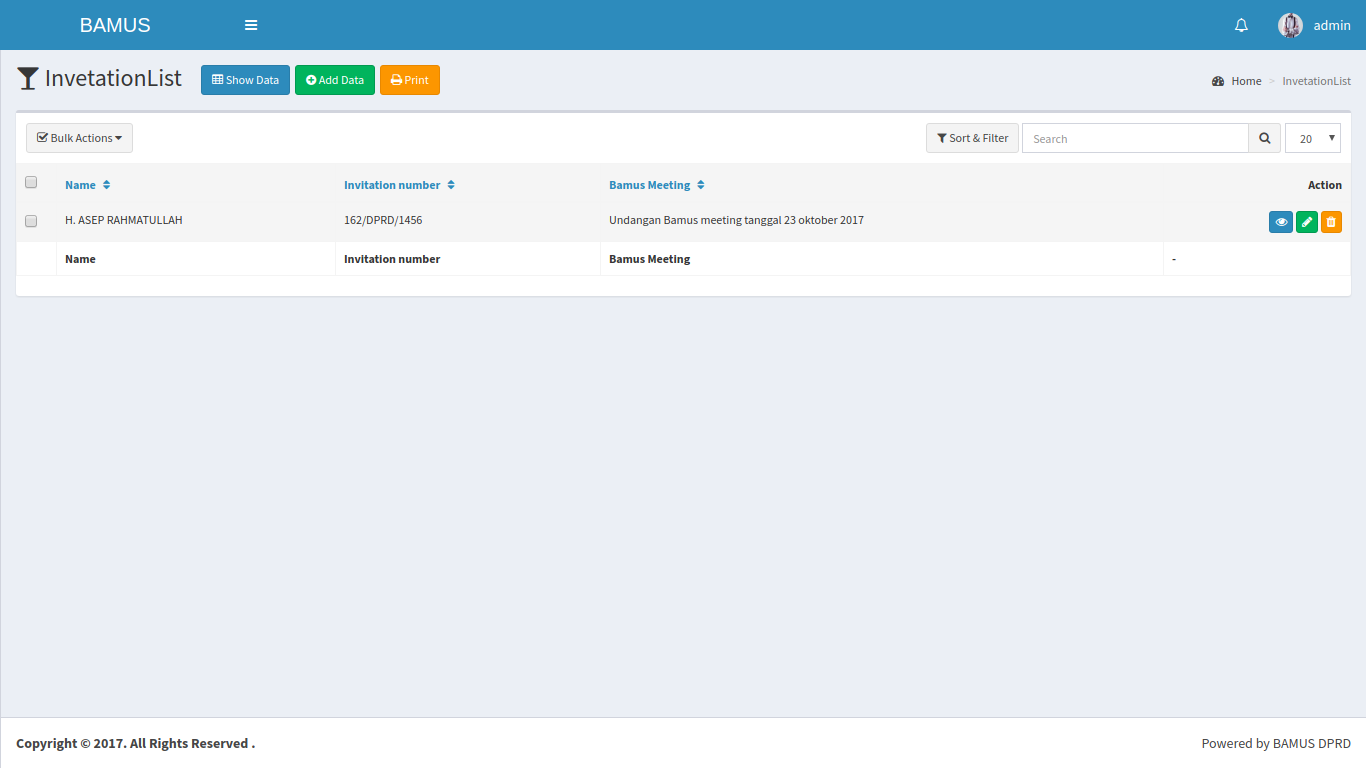 BAMUS
admin
InvetationList Show Data Add Data Print
Home > InvetationList
Bulk Actions Sort & Filter Search 20
Name Invitation number Bamus Meeting Action
H. ASEP RAHMATULLAH 162/DPRD/1456 Undangan Bamus meeting tanggal 23 oktober 2017
Name Invitation number Bamus Meeting -
Copyright © 2017. All Rights Reserved .
Powered by BAMUS DPRD